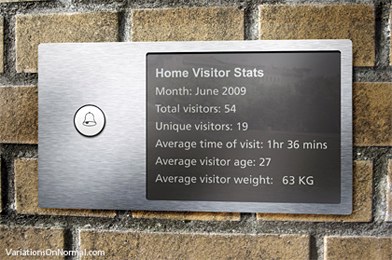 Home Visitor Stats
Month: June 2009
Total visitors: 54
Unique visitors: 19
Average time of visit: 1hr 36 mins
Average visitor age: 27
Average visitor weight: 63 KG
VariationsOnNormal.com